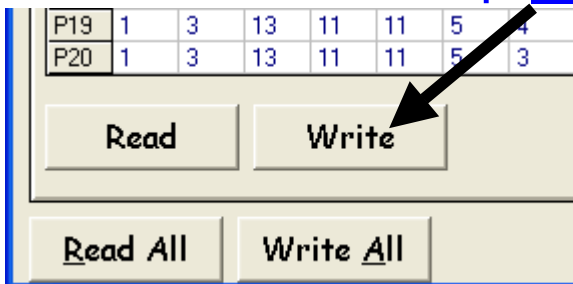 P19 1 3 13 11 11 5 4
P20 1 3 13 11 11 5 3
Read Write
Read All Write All